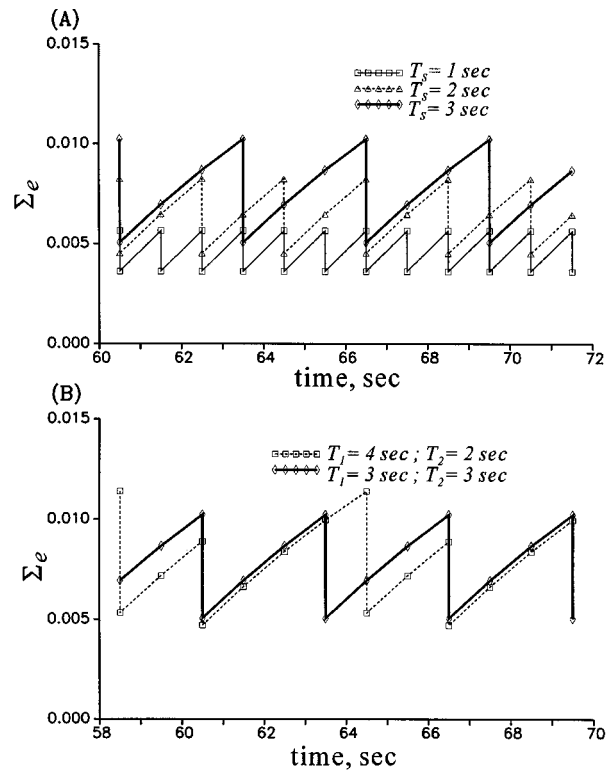 (A)
0.015
T_s= 1 sec
T_s= 2 sec
T_s= 3 sec
0.010
Σ_e
0.005
0.000
60 62 64 66 68 70 72
time, sec
(B)
0.015
T_1= 4 sec ; T_2= 2 sec
T_1= 3 sec ; T_2= 3 sec
0.010
Σ_e
0.005
0.000
58 60 62 64 66 68 70
time, sec